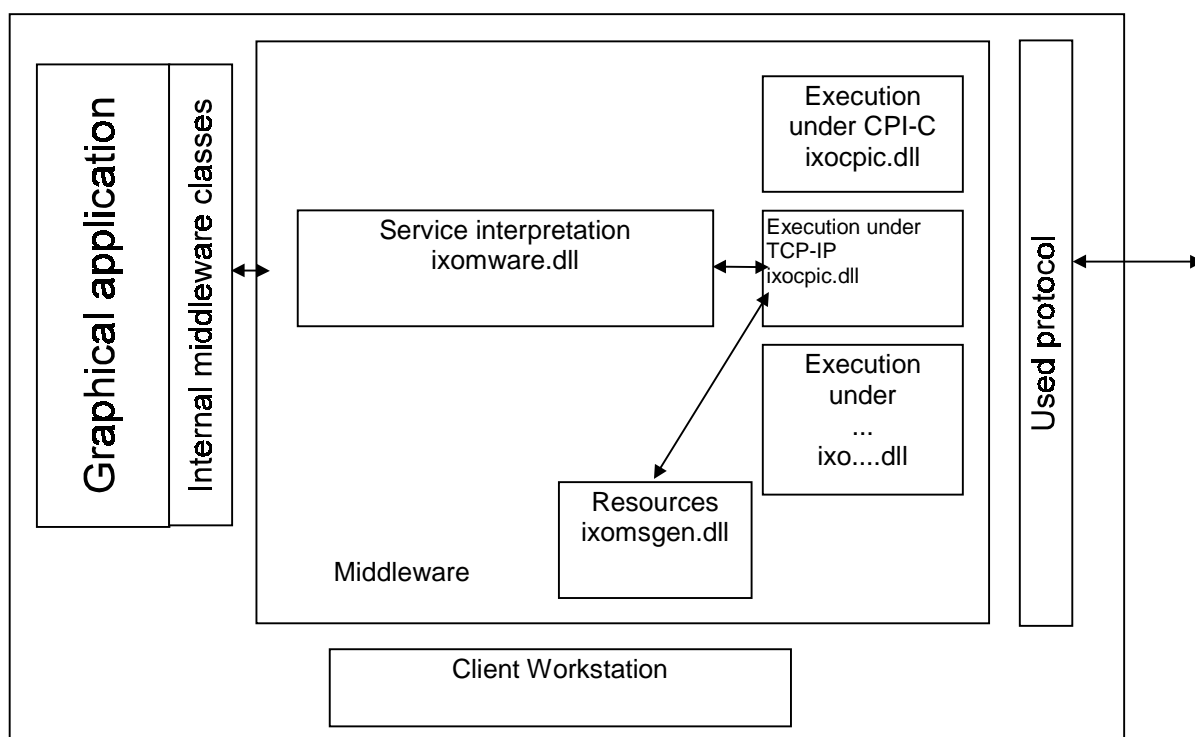 Graphical application
Internal middleware classes
Execution
under CPI-C
ixocpic.dll
Service interpretation
ixomware.dll
Execution under
TCP-IP
ixocpic.dll
Execution
under
...
ixo....dll
Resources
ixomsgen.dll
Middleware
Used protocol
Client Workstation